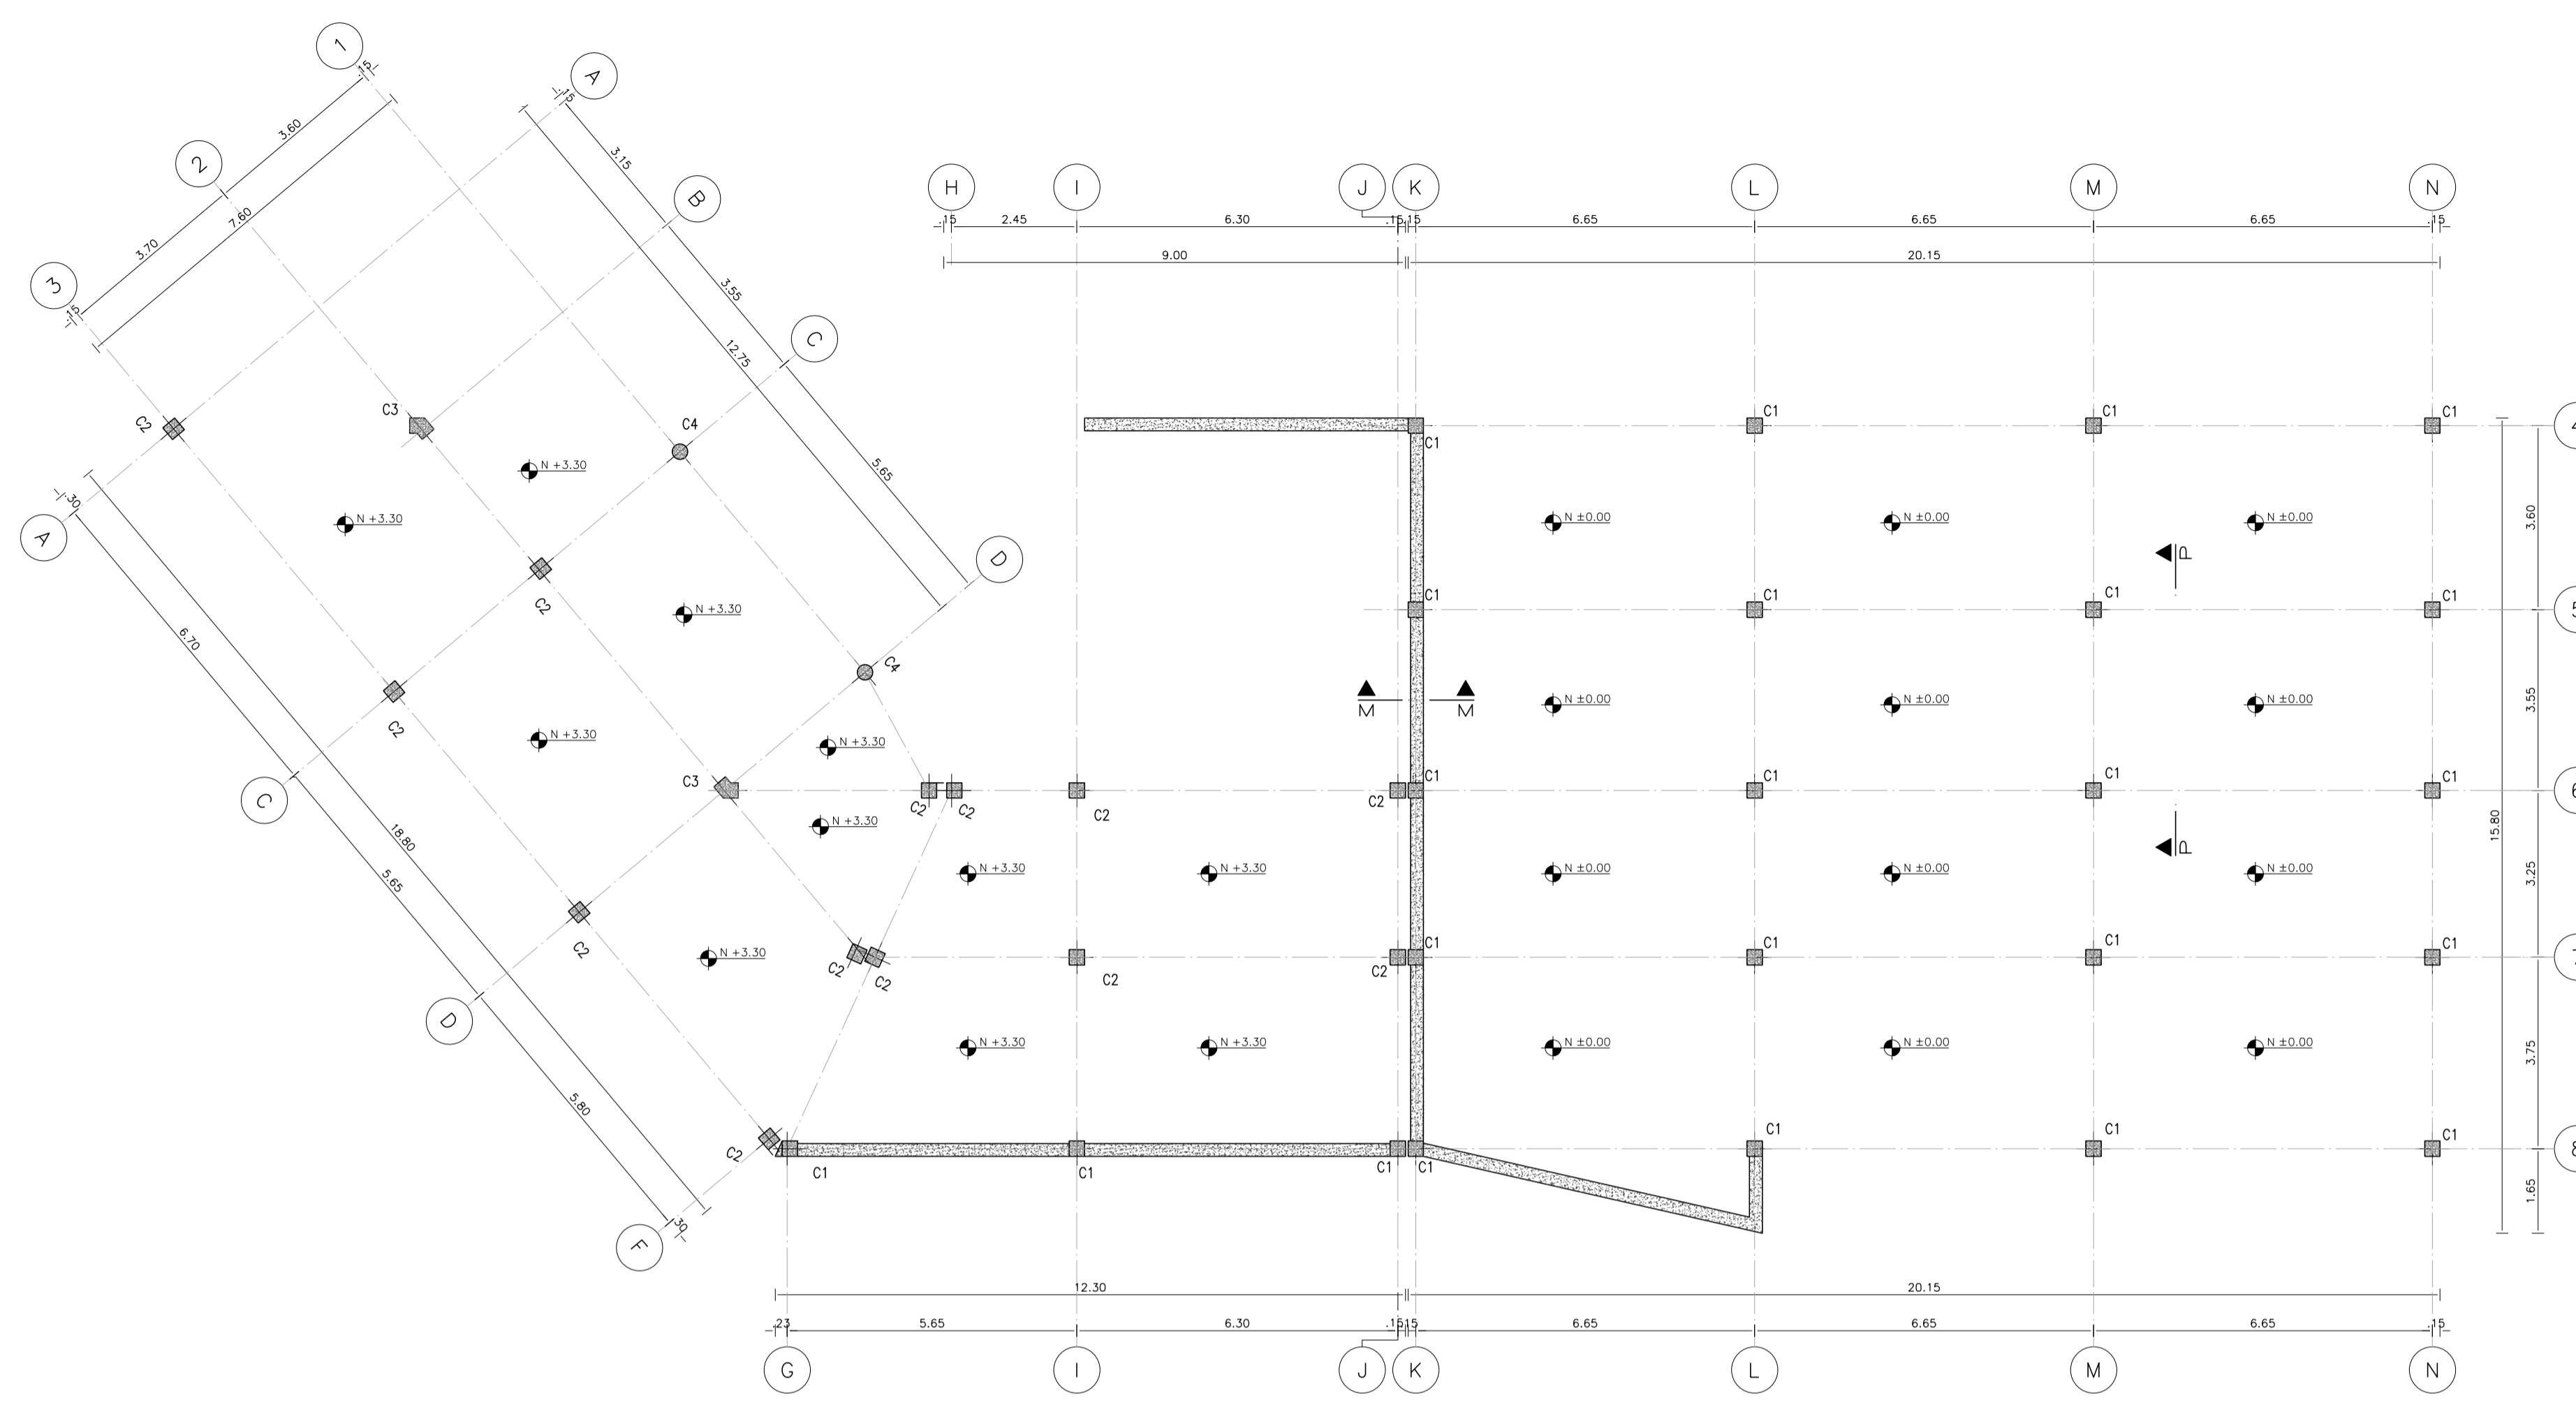 1
A
.15
.15
3.60
3.15
2
7.60
B
H
I
J
K
L
M
N
.15
2.45
6.30
.15
.15
6.65
6.65
6.65
.15
3.70
9.00
20.15
3
3.55
.15
C
12.75
C3
C4
C1
C1
C1
C1
C2
4
5.65
N +3.30
.30
N +3.30
N ±0.00
N ±0.00
N ±0.00
3.60
A
P
D
C2
C1
C1
C1
C1
5
N +3.30
6.70
C4
C2
M
M
N ±0.00
N ±0.00
N ±0.00
3.55
N +3.30
N +3.30
C3
C2
C2
C2
C2
C1
C1
C1
C1
6
C
18.80
N +3.30
15.80
P
5.65
N +3.30
N +3.30
N ±0.00
N ±0.00
N ±0.00
3.25
C2
N +3.30
C2
C2
C2
C2
C1
C1
C1
C1
D
N +3.30
N +3.30
N ±0.00
N ±0.00
N ±0.00
3.75
5.80
C2
C1
C1
C1
C1
C1
C1
C1
8
1.65
.30
F
12.30
20.15
.23
5.65
6.30
.15
.15
6.65
6.65
6.65
.15
G
I
J
K
L
M
N